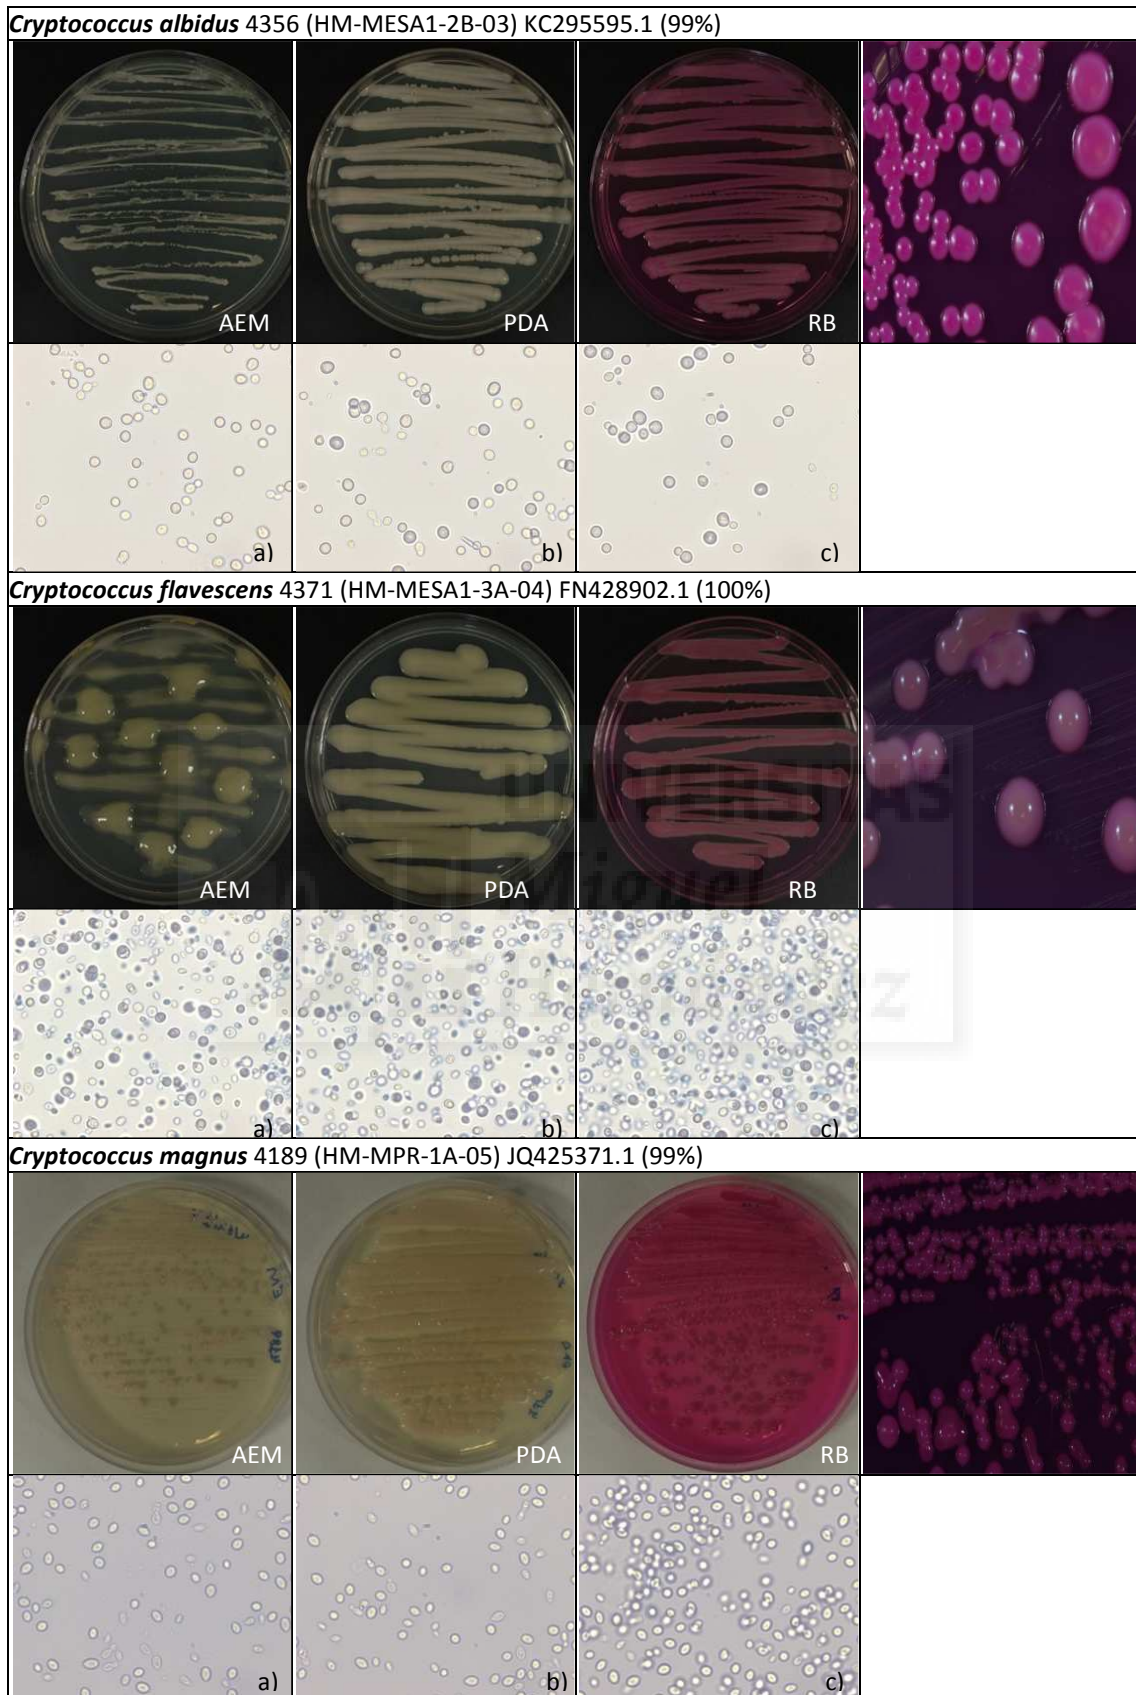 Cryptococcus albidus 4356 (HM-MESA1-2B-03) KC295595.1 (99%)
AEM PDA RB
a) b) c)
Cryptococcus flavescens 4371 (HM-MESA1-3A-04) FN428902.1 (100%)
AEM PDA RB
UNIVERSITAS
Miguel
a) b) c)
Cryptococcus magnus 4189 (HM-MPR-1A-05) JQ425371.1 (99%)
AEM PDA RB
a) b) c)